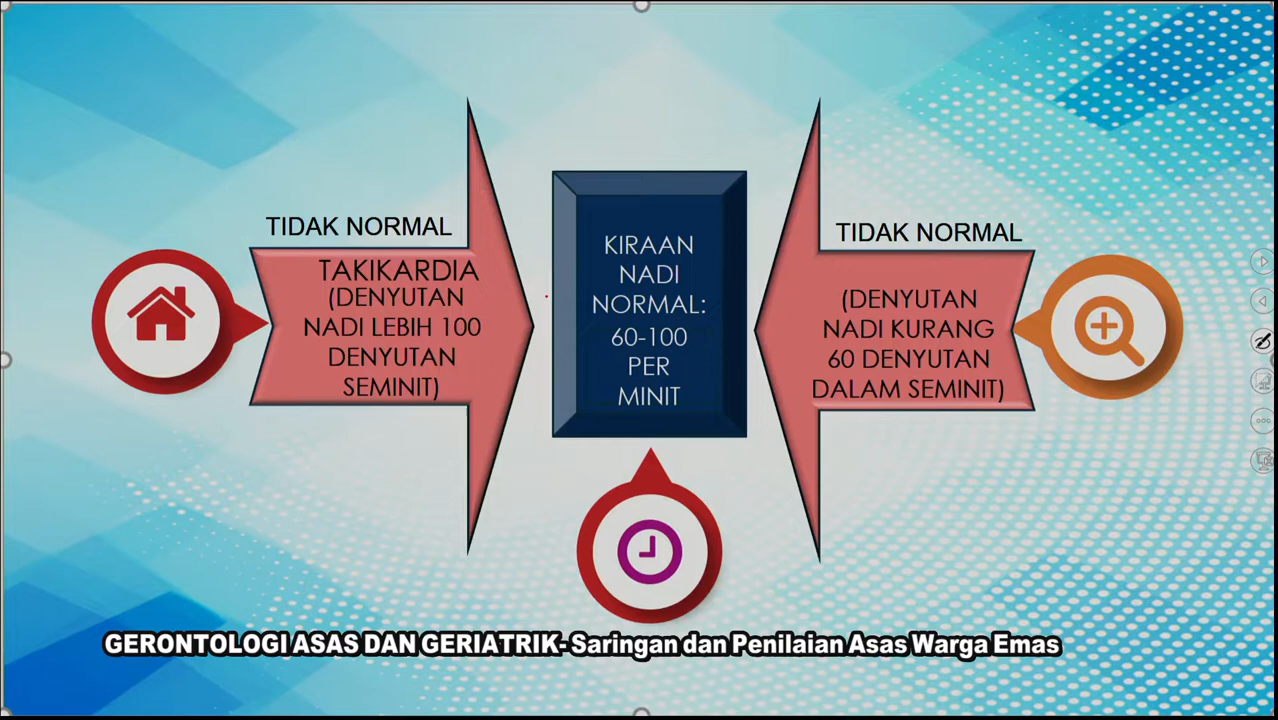 TIDAK NORMAL
TAKIKARDIA
(DENYUTAN
NADI LEBIH 100
DENYUTAN
SEMINIT)
KIRAAN
NADI
NORMAL:
60-100
PER
MINIT
TIDAK NORMAL
(DENYUTAN
NADI KURANG
60 DENYUTAN
DALAM SEMINIT)
GERONTOLOGI ASAS DAN GERIATRIK- Saringan dan Penilaian Asas Warga Emas